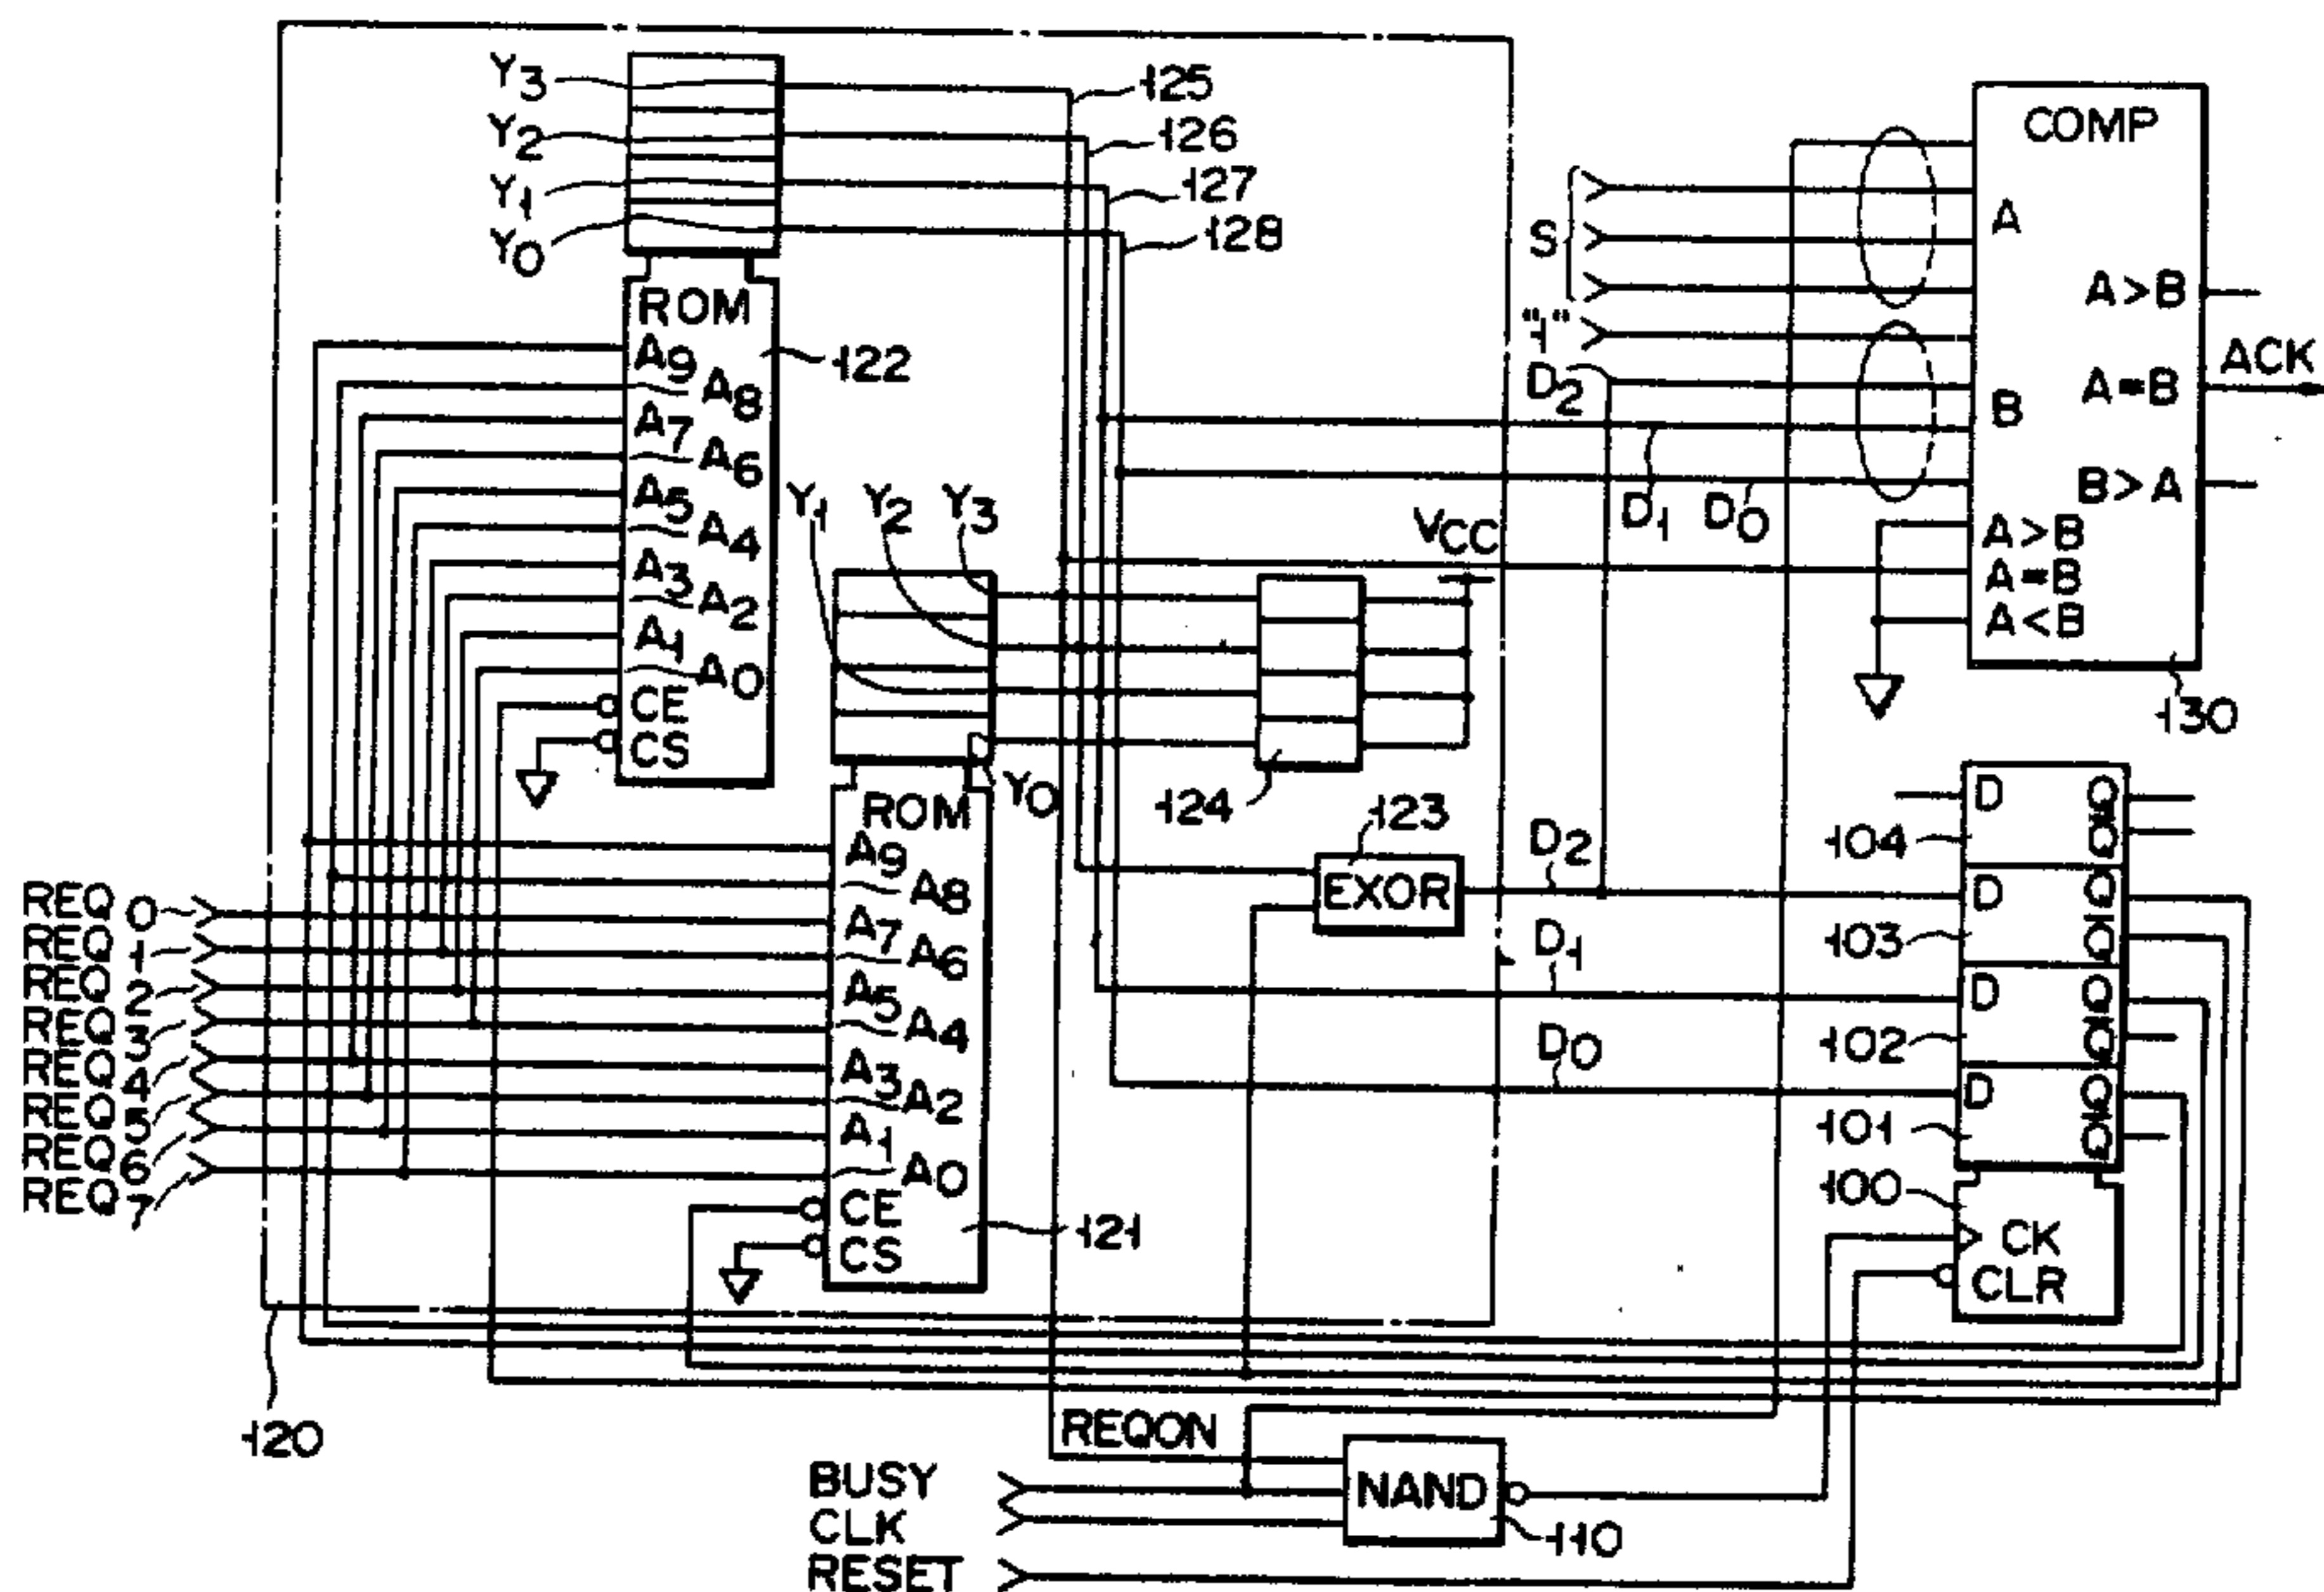 Y3
Y2
Y1
Y0
125
126
127
128
ROM
A9
A8
A7
A6
A5
A4
A3
A2
A1
A0
CE
CS
122
Y1
Y2
Y3
Y0
ROM
A9
A8
A7
A6
A5
A4
A3
A2
A1
A0
CE
CS
121
VCC
124
123
EXOR
D2
D1
D0
COMP
S
"1"
D2
D1
D0
A
B
A>B
A=B
B>A
ACK
A>B
A=B
A<B
130
D
Q
Q̅
104
D
Q
Q̅
103
D
Q
Q̅
102
D
Q
Q̅
101
100
CK
CLR
REQ 0
REQ 1
REQ 2
REQ 3
REQ 4
REQ 5
REQ 6
REQ 7
120
REQON
BUSY
CLK
RESET
NAND
110